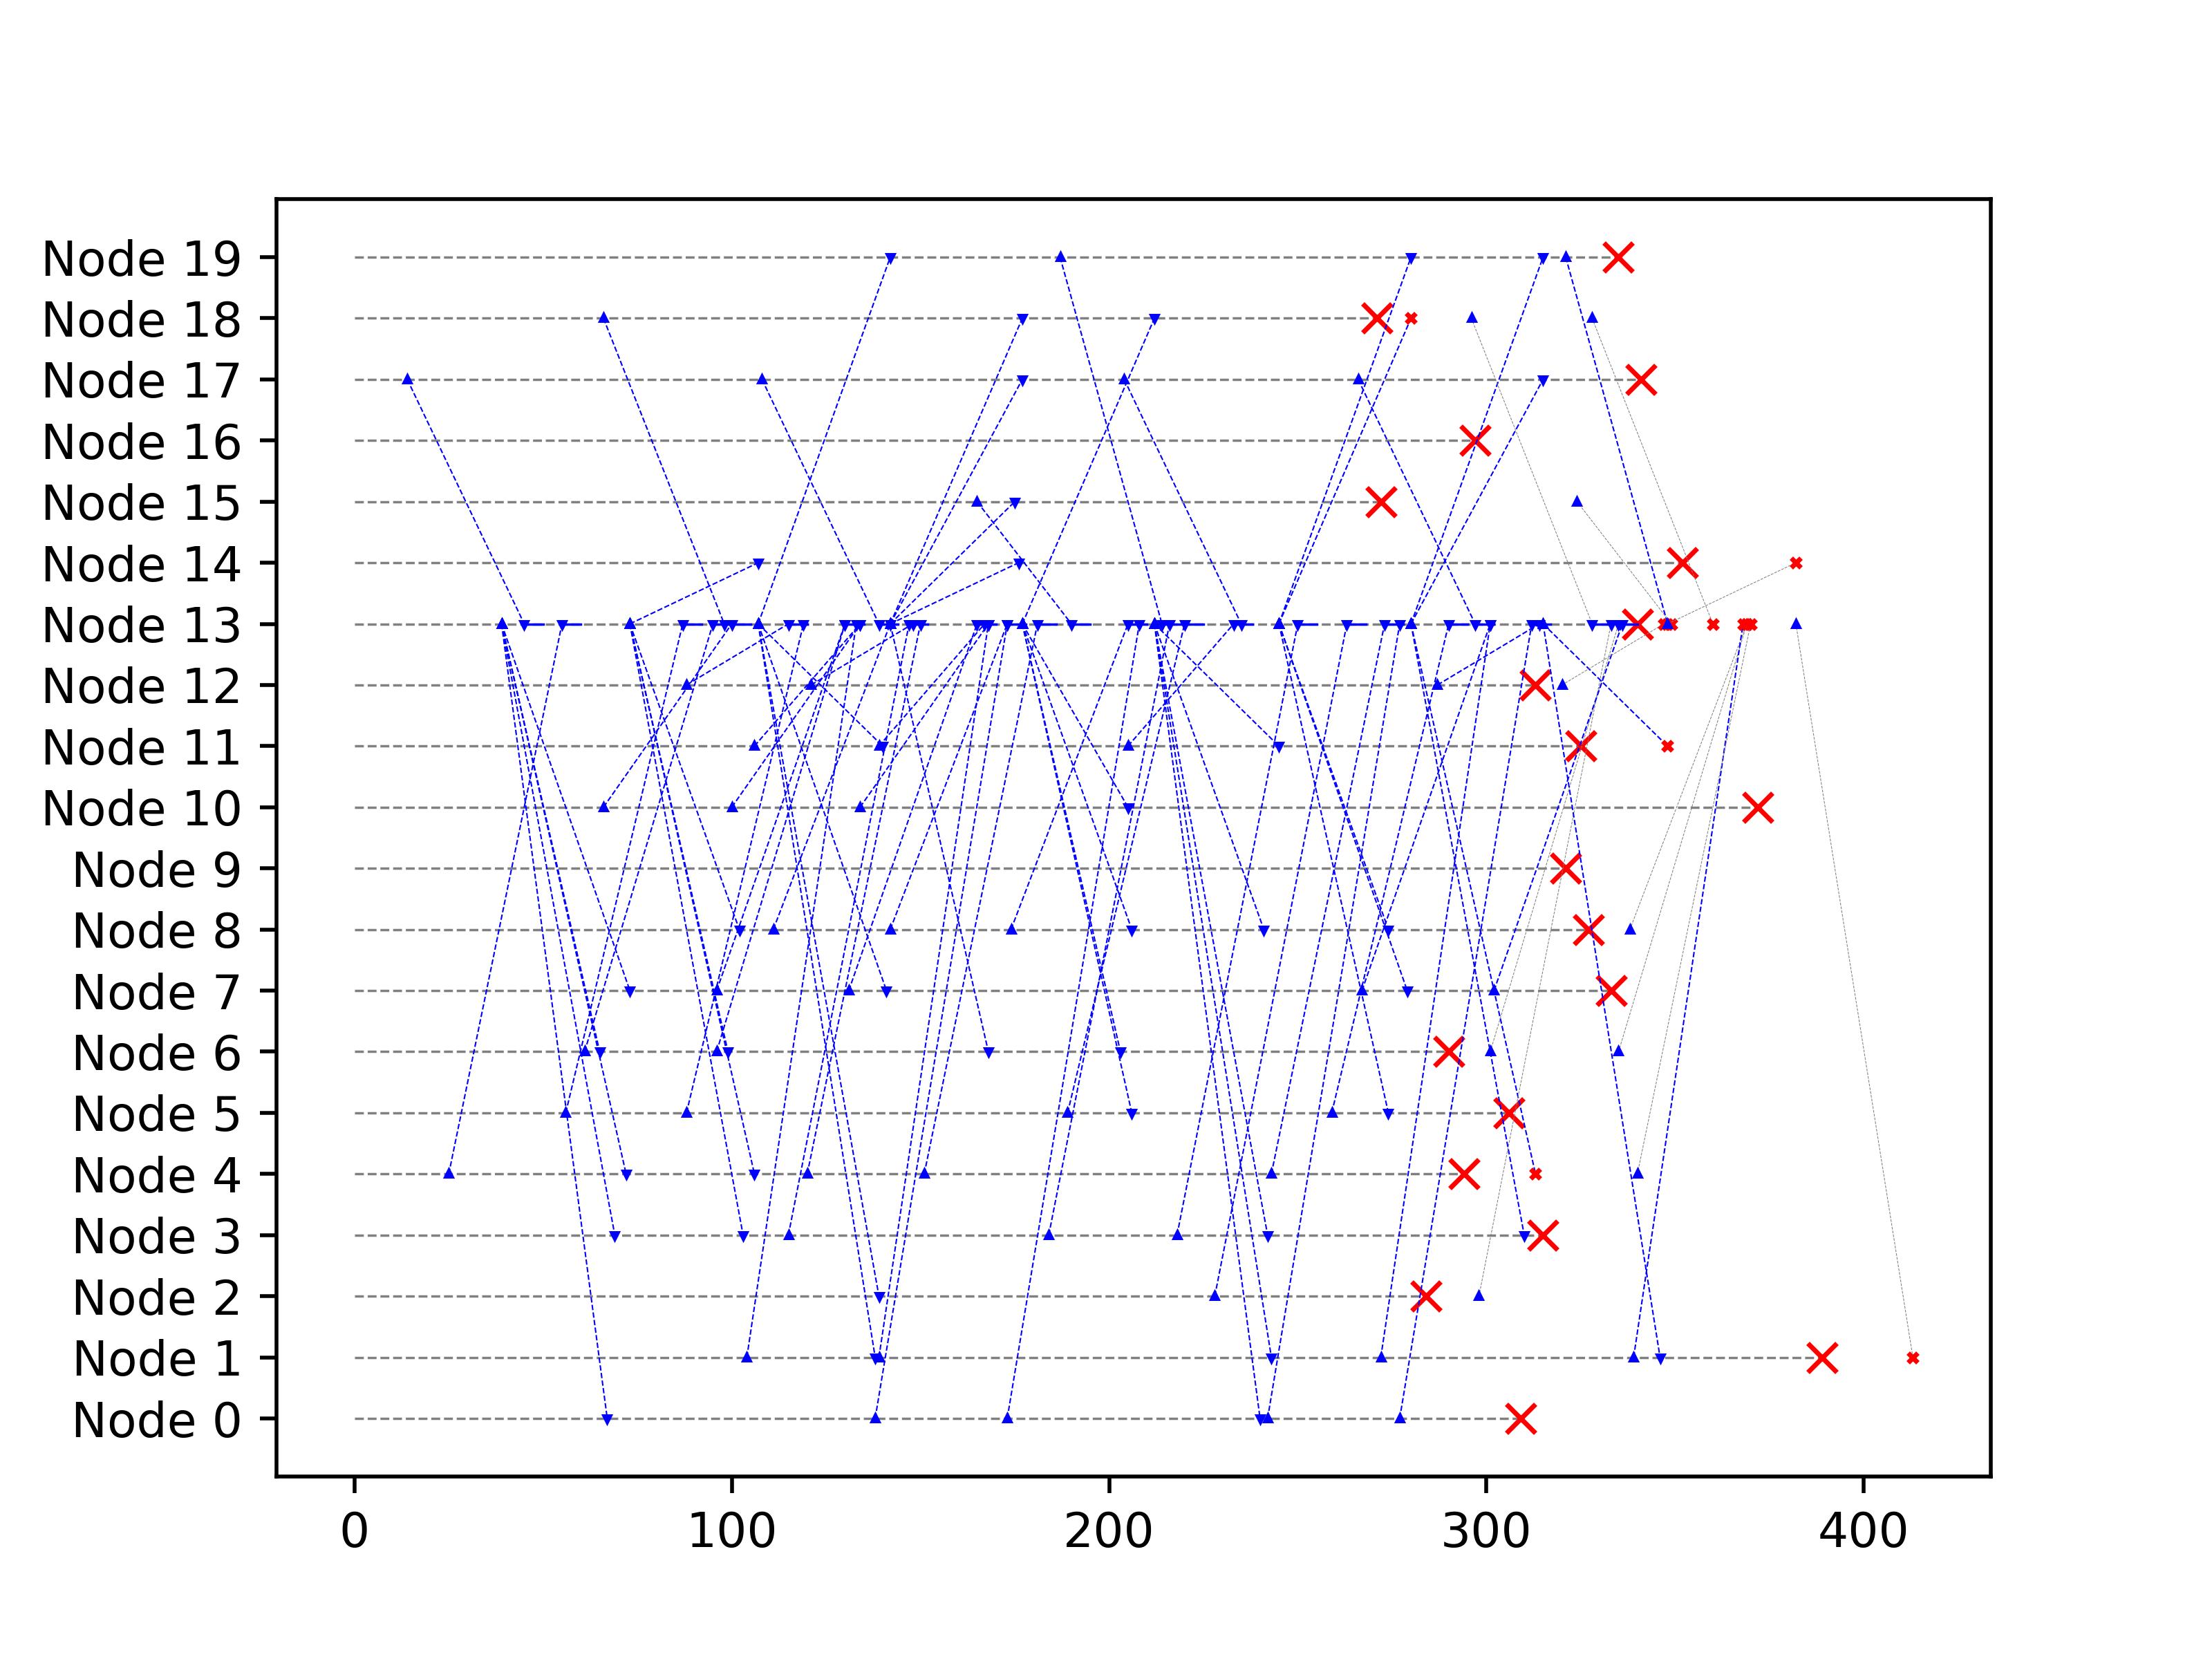 Node 19
Node 18
Node 17
Node 16
Node 15
Node 14
Node 13
Node 12
Node 11
Node 10
Node 9
Node 8
Node 7
Node 6
Node 5
Node 4
Node 3
Node 2
Node 1
Node 0
0 100 200 300 400